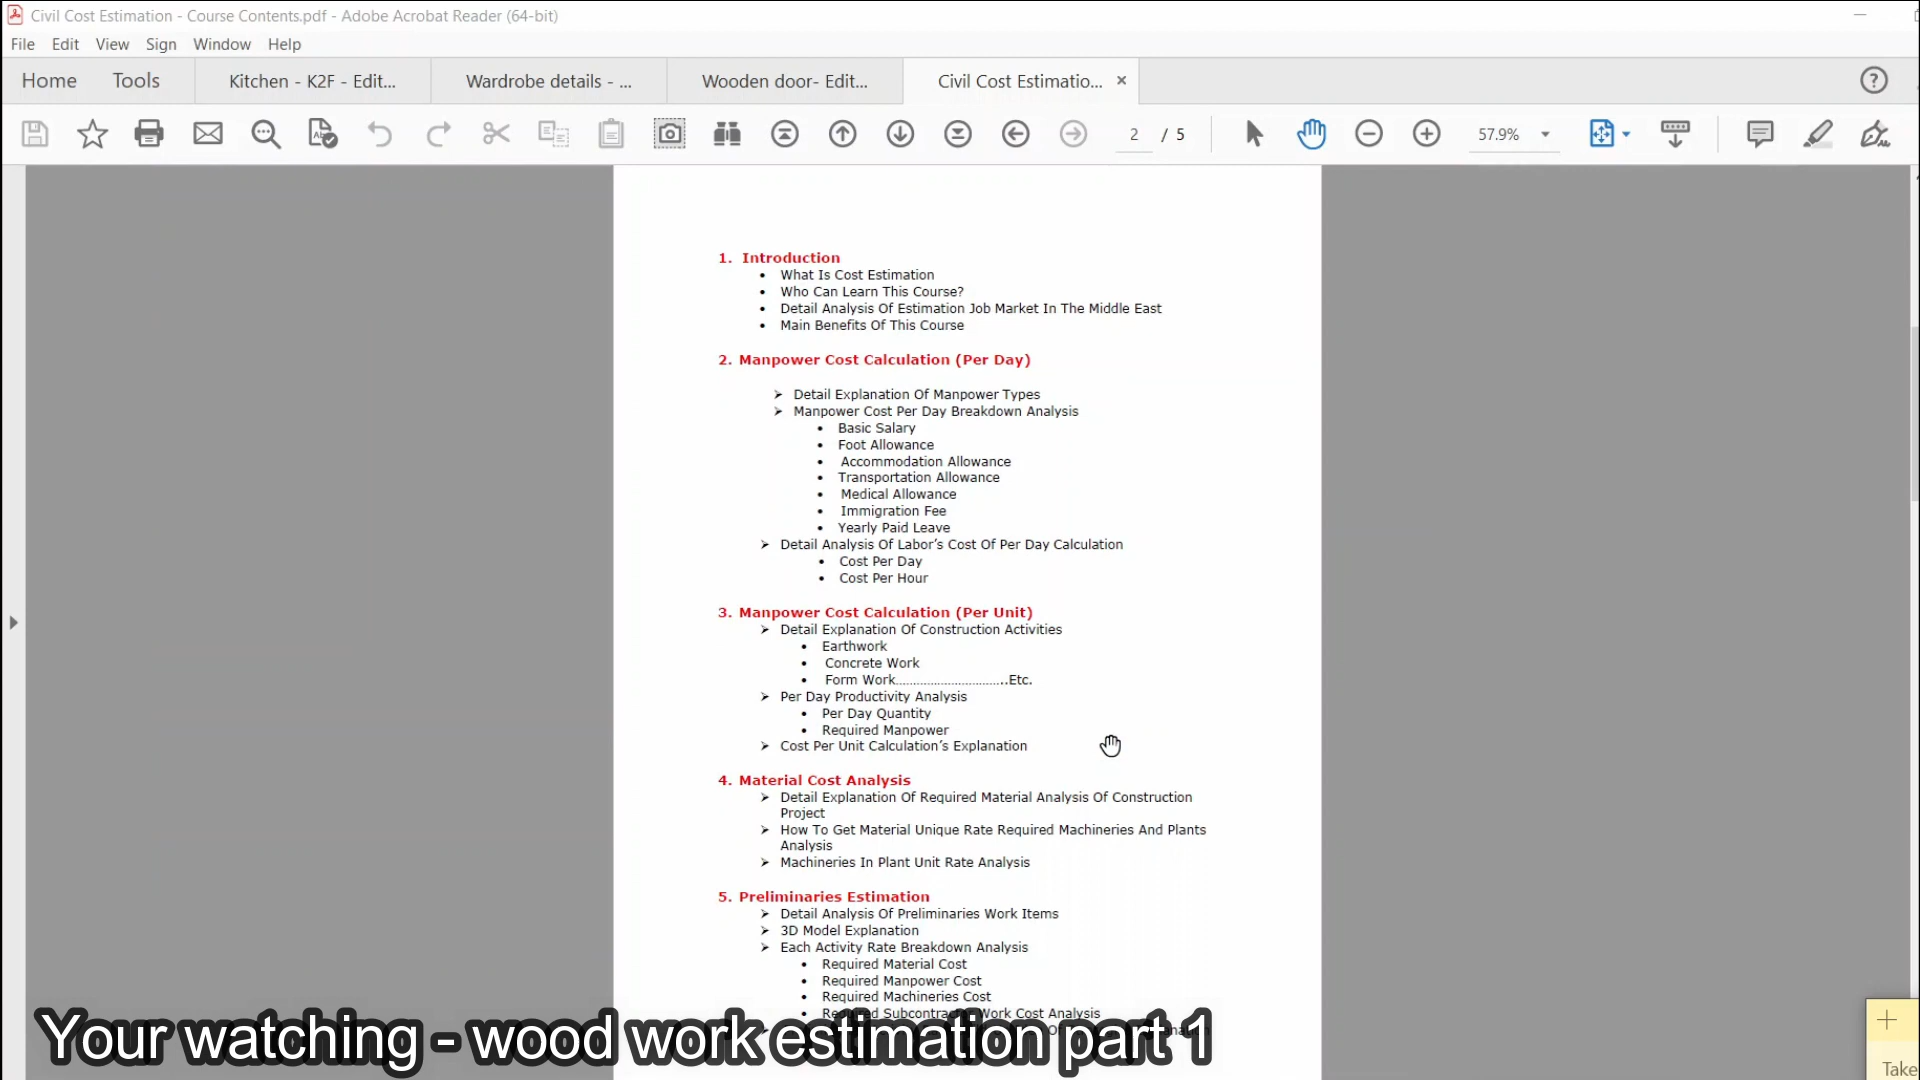 Civil Cost Estimation - Course Contents.pdf - Adobe Acrobat Reader (64-bit)
File Edit View Sign Window Help
Home Tools Kitchen - K2F - Edit... Wardrobe details - ... Wooden door- Edit... Civil Cost Estimatio... ×
2 / 5 57.9%
1. Introduction
• What Is Cost Estimation
• Who Can Learn This Course?
• Detail Analysis Of Estimation Job Market In The Middle East
• Main Benefits Of This Course
2. Manpower Cost Calculation (Per Day)
➢ Detail Explanation Of Manpower Types
➢ Manpower Cost Per Day Breakdown Analysis
• Basic Salary
• Foot Allowance
• Accommodation Allowance
• Transportation Allowance
• Medical Allowance
• Immigration Fee
• Yearly Paid Leave
➢ Detail Analysis Of Labor’s Cost Of Per Day Calculation
• Cost Per Day
• Cost Per Hour
3. Manpower Cost Calculation (Per Unit)
➢ Detail Explanation Of Construction Activities
• Earthwork
• Concrete Work
• Form Work................................Etc.
➢ Per Day Productivity Analysis
• Per Day Quantity
• Required Manpower
➢ Cost Per Unit Calculation’s Explanation
4. Material Cost Analysis
➢ Detail Explanation Of Required Material Analysis Of Construction
Project
➢ How To Get Material Unique Rate Required Machineries And Plants
Analysis
➢ Machineries In Plant Unit Rate Analysis
5. Preliminaries Estimation
➢ Detail Analysis Of Preliminaries Work Items
➢ 3D Model Explanation
➢ Each Activity Rate Breakdown Analysis
• Required Material Cost
• Required Manpower Cost
• Required Machineries Cost
• Required Subcontractor Work Cost Analysis
Your watching - wood work estimation part 1
Take